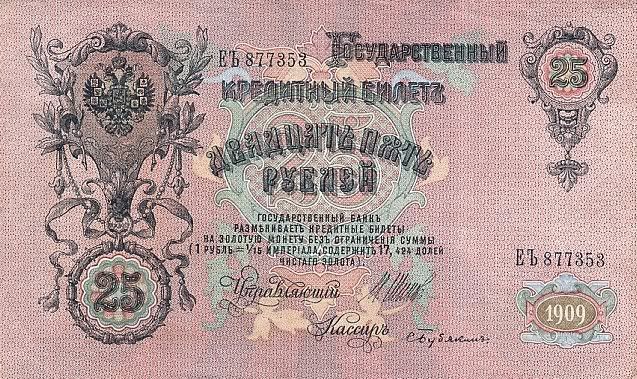 ЕЪ 877353
Государственный
25
Кредитный Билетъ
Двадцать пять
Рублей
Государственный Банкъ
размѣниваетъ кредитные билеты
на золотую монету безъ ограниченія суммы
(1 рубль = 1/15 имперіала, содержитъ 17,424 долей
чистаго золота).
ЕЪ 877353
25
Управляющій
Кассиръ
1909